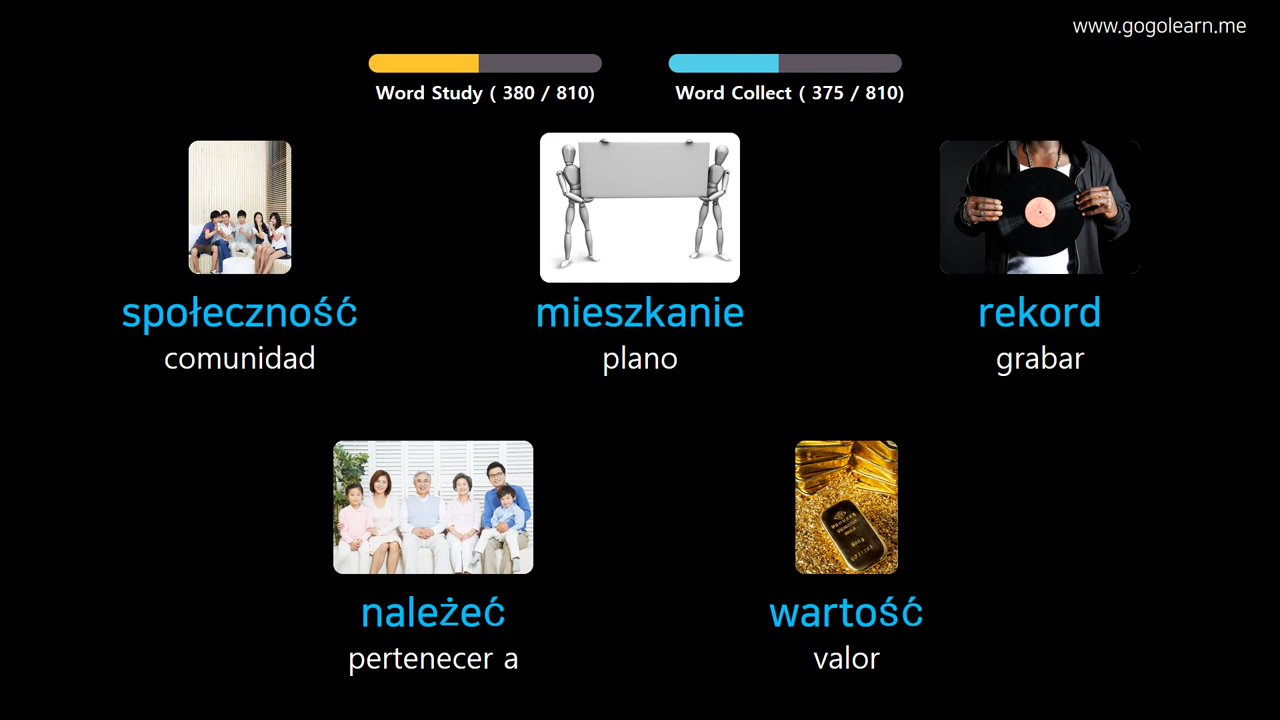 www.gogolearn.me
Word Study ( 380 / 810)
Word Collect ( 375 / 810)
społeczność
comunidad
mieszkanie
plano
rekord
grabar
należeć
pertenecer a
wartość
valor